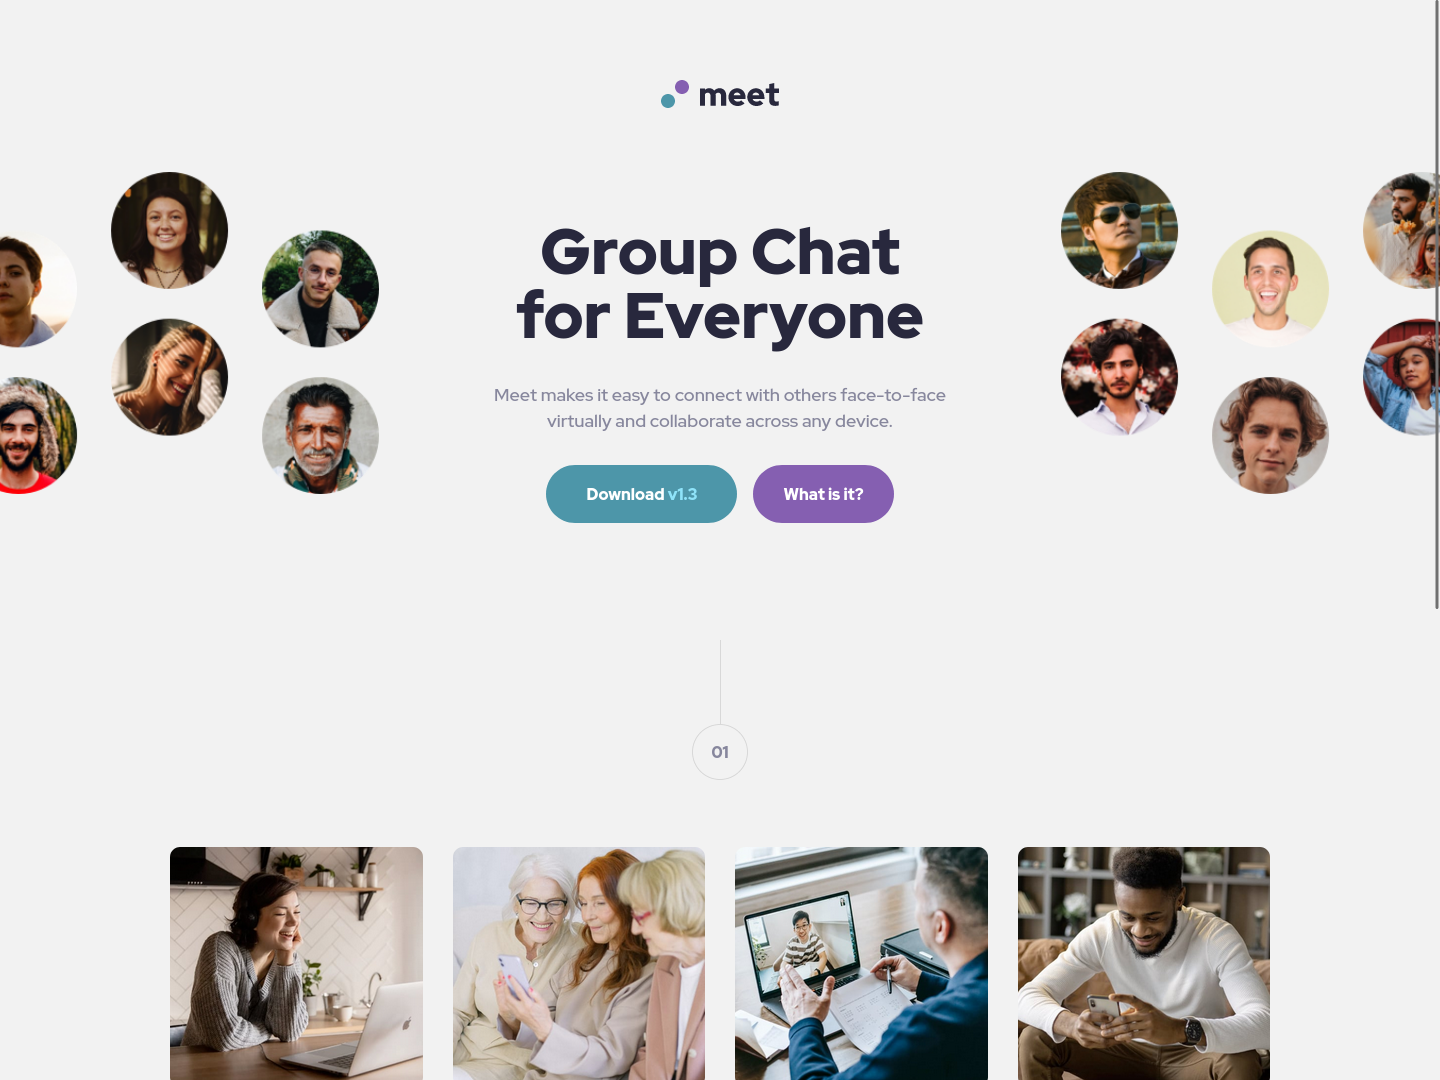 meet
Group Chat
for Everyone
Meet makes it easy to connect with others face-to-face
virtually and collaborate across any device.
Download v1.3
What is it?
01